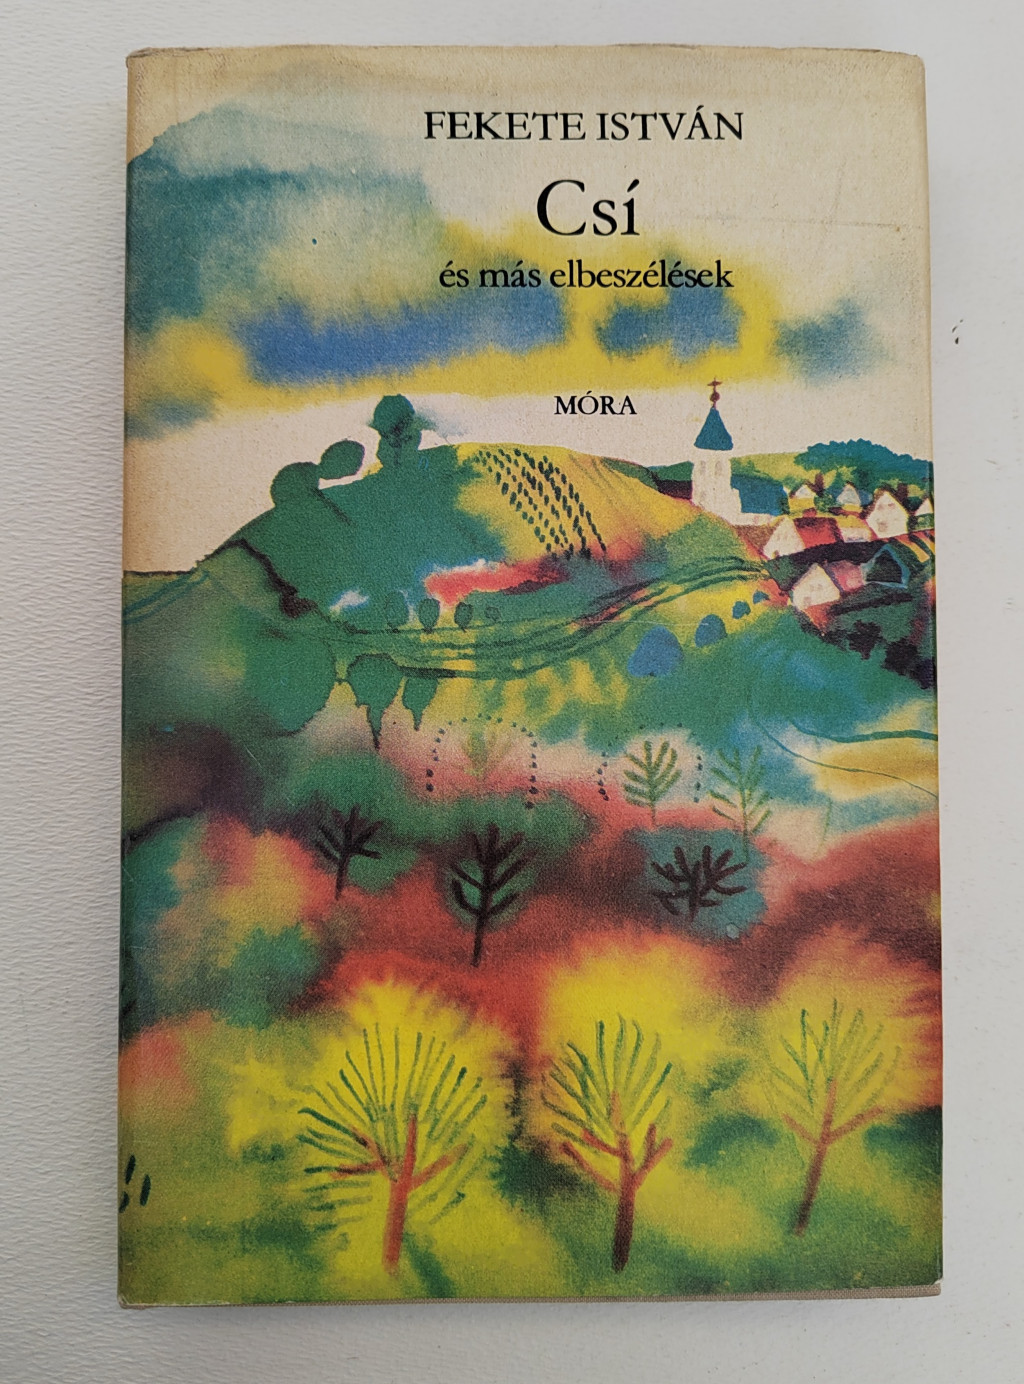 FEKETE ISTVÁN
Csí
és más elbeszélések
MÓRA